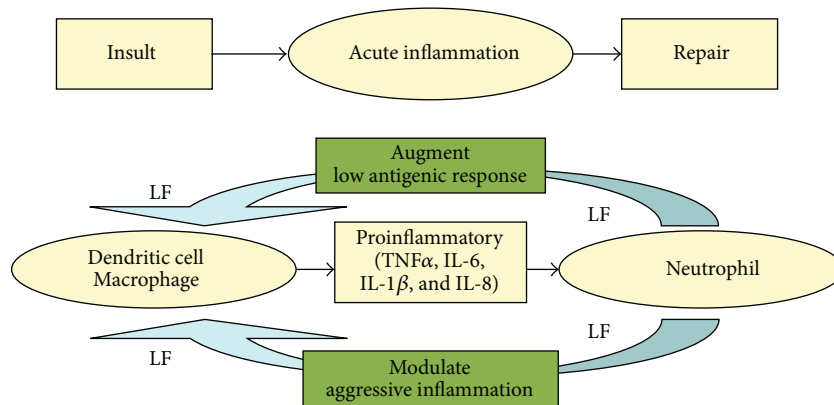 Insult
Acute inflammation
Repair
Augment
low antigenic response
LF
LF
Dendritic cell
Macrophage
Proinflammatory
(TNFα, IL-6,
IL-1β, and IL-8)
Neutrophil
LF
LF
Modulate
aggressive inflammation